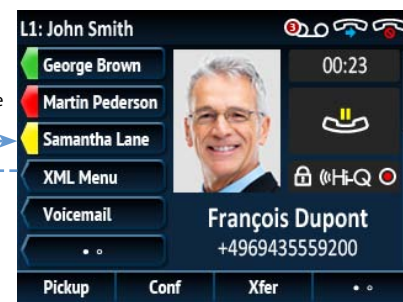 L1: John Smith
3
George Brown
00:23
Martin Pederson
e
Samantha Lane
XML Menu
Hi-Q
Voicemail
François Dupont
+4969435559200
Pickup Conf Xfer